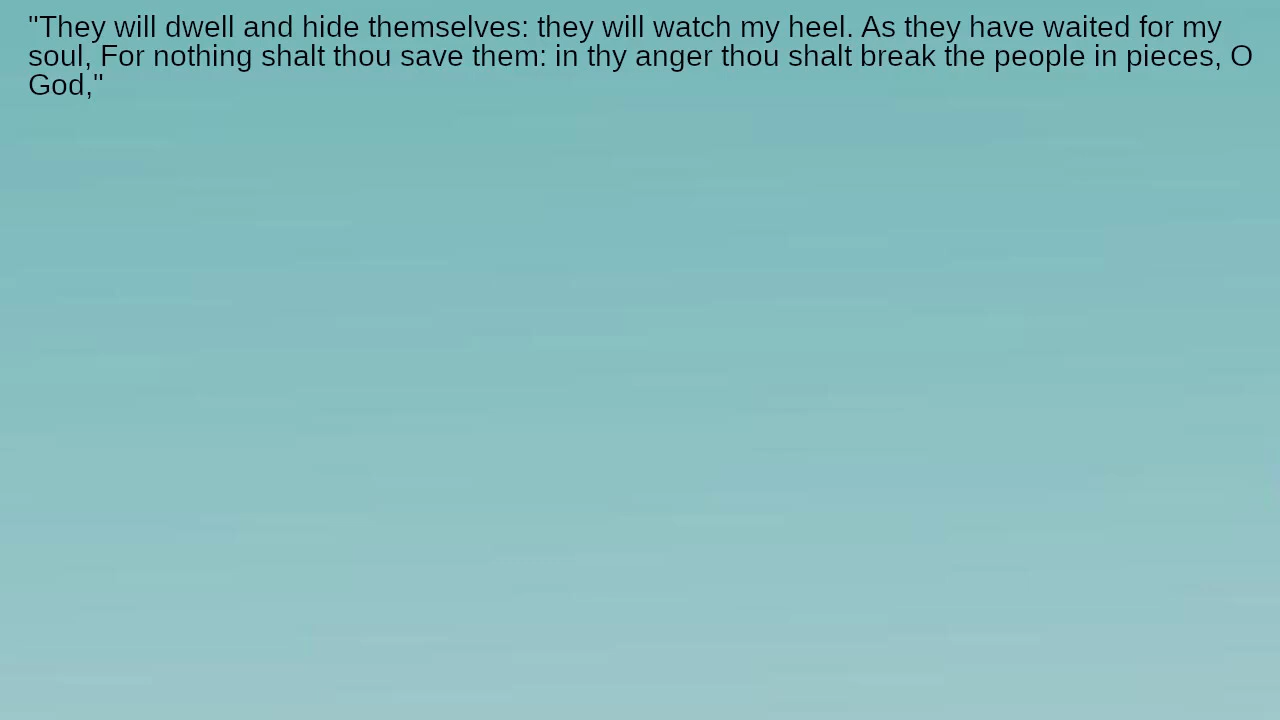 "They will dwell and hide themselves: they will watch my heel. As they have waited for my
soul, For nothing shalt thou save them: in thy anger thou shalt break the people in pieces, O
God,"